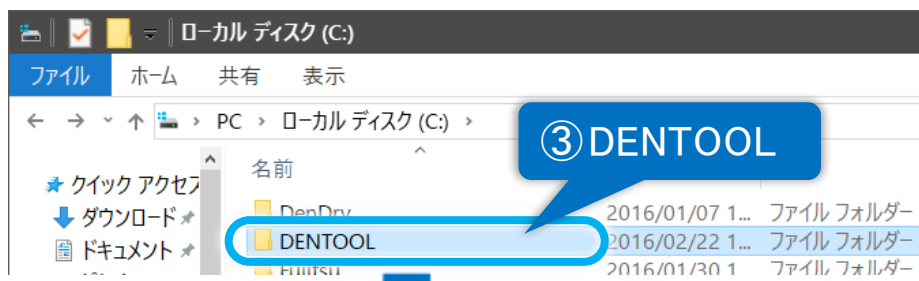 ローカル ディスク (C:)
ファイル ホーム 共有 表示
PC › ローカル ディスク (C:) ›
③DENTOOL
名前
クイック アクセス
DenDrv 2016/01/07 1... ファイル フォルダー
ダウンロード
DENTOOL 2016/02/22 1... ファイル フォルダー
ドキュメント
Fujitsu 2016/01/30 1 ファイル フォルダー